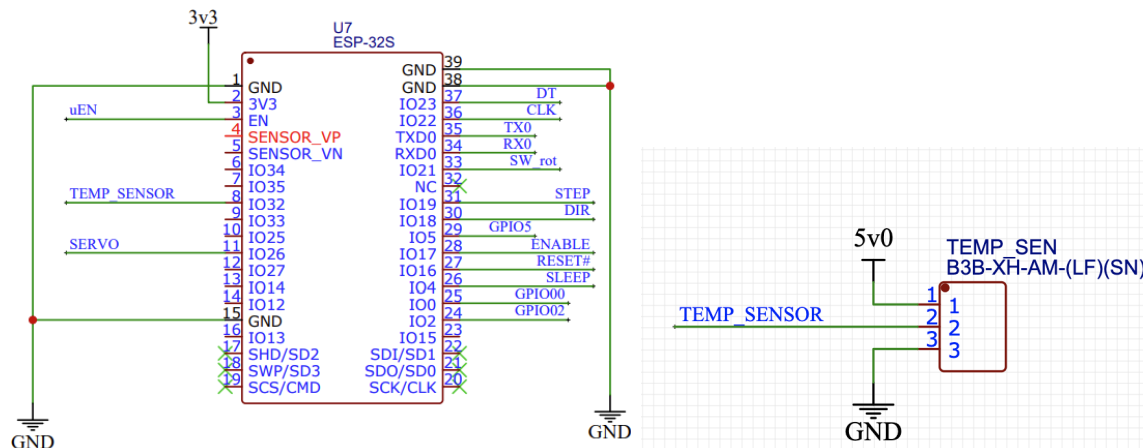 3v3
U7
ESP-32S
1 GND
2 3V3
uEN 3 EN
4 SENSOR_VP
5 SENSOR_VN
6 IO34
7 IO35
TEMP_SENSOR 8 IO32
9 IO33
10 IO25
SERVO 11 IO26
12 IO27
13 IO14
14 IO12
15 GND
16 IO13
17 SHD/SD2
18 SWP/SD3
19 SCS/CMD
GND
GND 39
GND 38
IO23 37 DT
IO22 36 CLK
TXD0 35 TX0
RXD0 34 RX0
IO21 33 SW_rot
NC 32
IO19 31 STEP
IO18 30 DIR
IO5 29 GPIO5
IO17 28 ENABLE
IO16 27 RESET#
IO4 26 SLEEP
IO0 25 GPIO00
IO2 24 GPIO02
IO15 23
SDI/SD1 22
SDO/SD0 21
SCK/CLK 20
GND
5v0
TEMP_SEN
B3B-XH-AM-(LF)(SN)
1 1
TEMP_SENSOR 2 2
3 3
GND